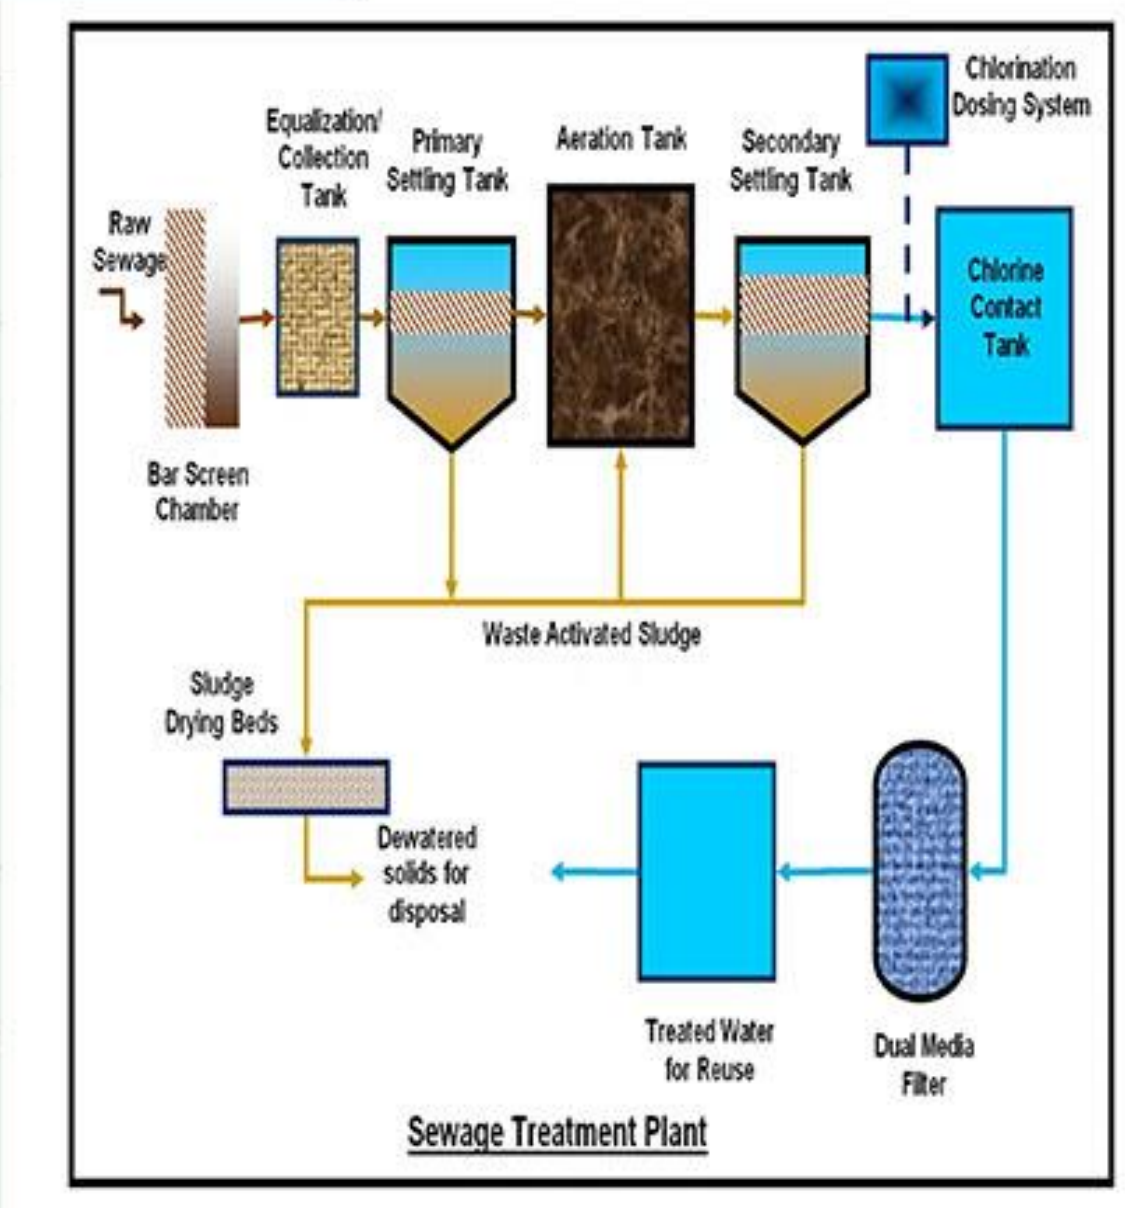 Raw
Sewage
Bar Screen
Chamber
Equalization/
Collection
Tank
Primary
Settling Tank
Aeration Tank
Secondary
Settling Tank
Chlorination
Dosing System
Chlorine
Contact
Tank
Waste Activated Sludge
Sludge
Drying Beds
Dewatered
solids for
disposal
Treated Water
for Reuse
Dual Media
Filter
Sewage Treatment Plant